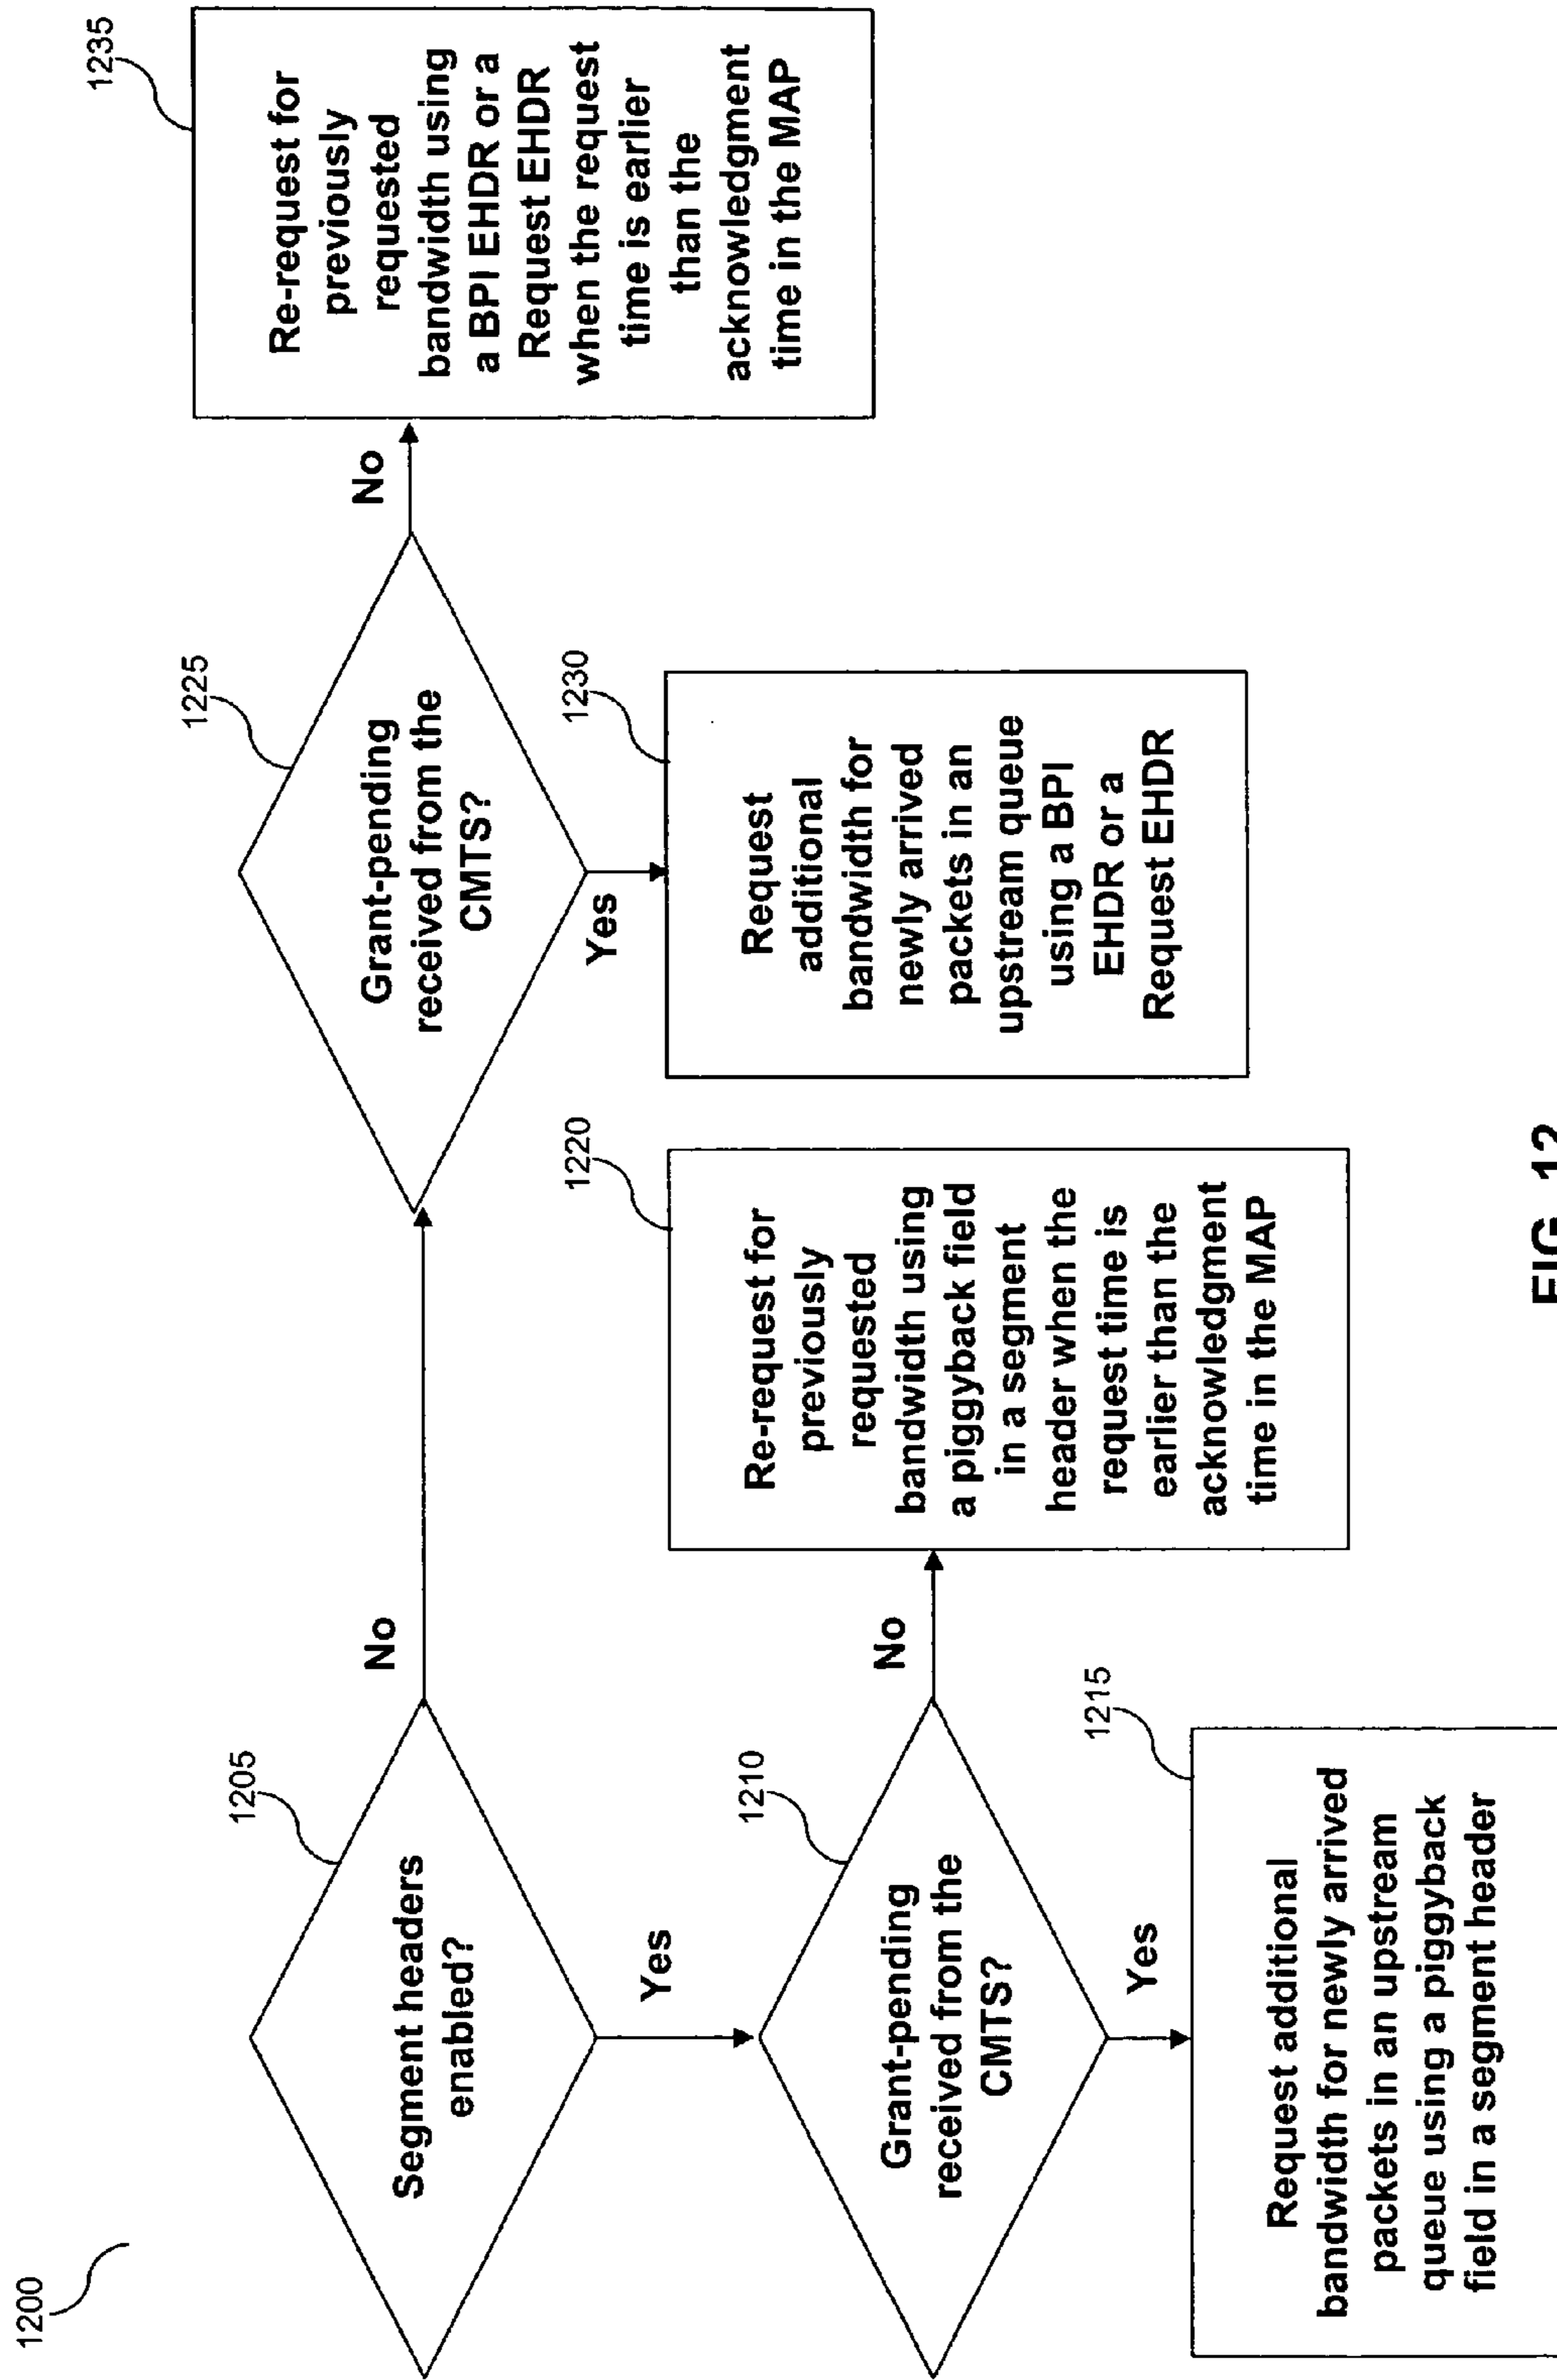 1200
1205
Segment headers
enabled?
No
Yes
1210
Grant-pending
received from the
CMTS?
No
Yes
1215
Request additional
bandwidth for newly arrived
packets in an upstream
queue using a piggyback
field in a segment header
1220
Re-request for
previously
requested
bandwidth using
a piggyback field
in a segment
header when the
request time is
earlier than the
acknowledgment
time in the MAP
1225
Grant-pending
received from the
CMTS?
No
Yes
1230
Request
additional
bandwidth for
newly arrived
packets in an
upstream queue
using a BPI
EHDR or a
Request EHDR
1235
Re-request for
previously
requested
bandwidth using
a BPI EHDR or a
Request EHDR
when the request
time is earlier
than the
acknowledgment
time in the MAP
FIG. 12